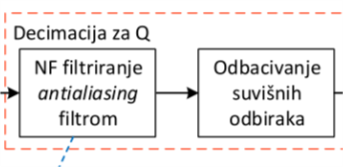 Decimacija za Q
NF filtriranje
antialiasing
filtrom
Odbacivanje
suvišnih
odbiraka